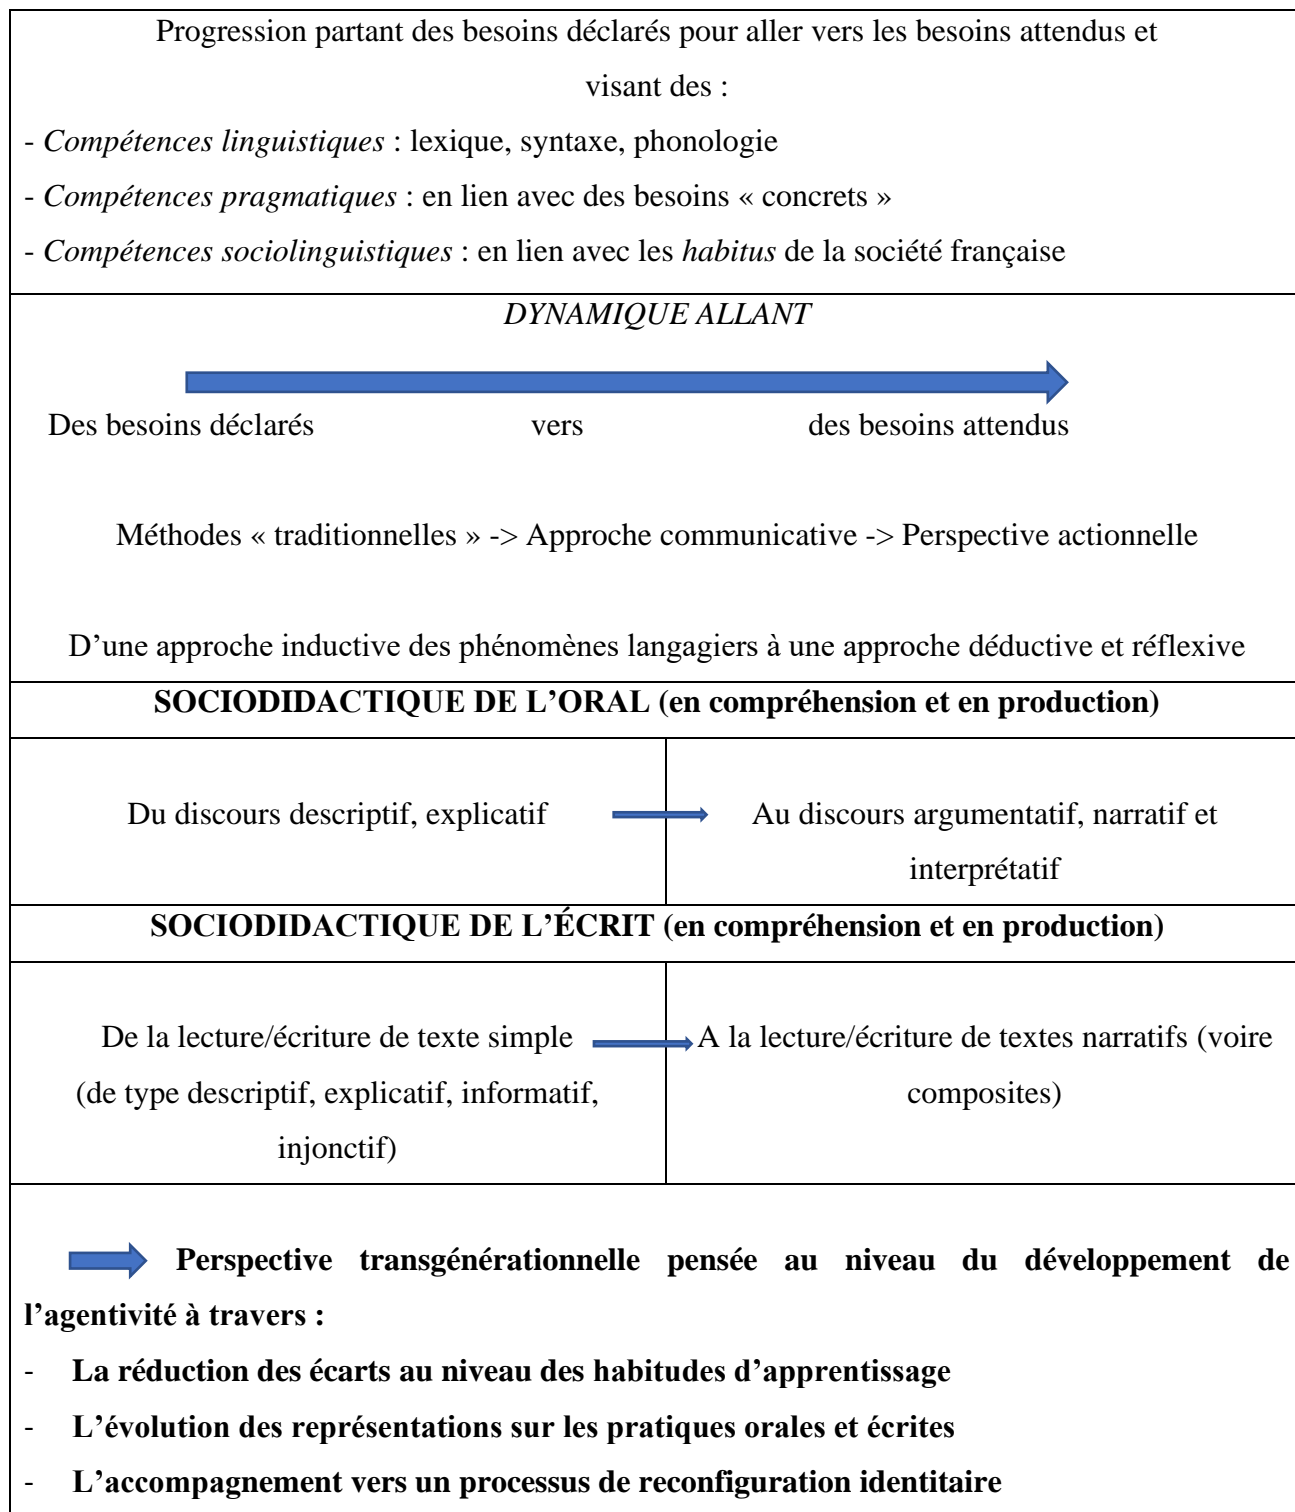 Progression partant des besoins déclarés pour aller vers les besoins attendus et
visant des :
- Compétences linguistiques : lexique, syntaxe, phonologie
- Compétences pragmatiques : en lien avec des besoins « concrets »
- Compétences sociolinguistiques : en lien avec les habitus de la société française
DYNAMIQUE ALLANT
Des besoins déclarés vers des besoins attendus
Méthodes « traditionnelles » -> Approche communicative -> Perspective actionnelle
D’une approche inductive des phénomènes langagiers à une approche déductive et réflexive
SOCIODIDACTIQUE DE L’ORAL (en compréhension et en production)
Du discours descriptif, explicatif
Au discours argumentatif, narratif et
interprétatif
SOCIODIDACTIQUE DE L’ÉCRIT (en compréhension et en production)
De la lecture/écriture de texte simple
(de type descriptif, explicatif, informatif,
injonctif)
A la lecture/écriture de textes narratifs (voire
composites)
Perspective transgénérationnelle pensée au niveau du développement de
l’agentivité à travers :
- La réduction des écarts au niveau des habitudes d’apprentissage
- L’évolution des représentations sur les pratiques orales et écrites
- L’accompagnement vers un processus de reconfiguration identitaire